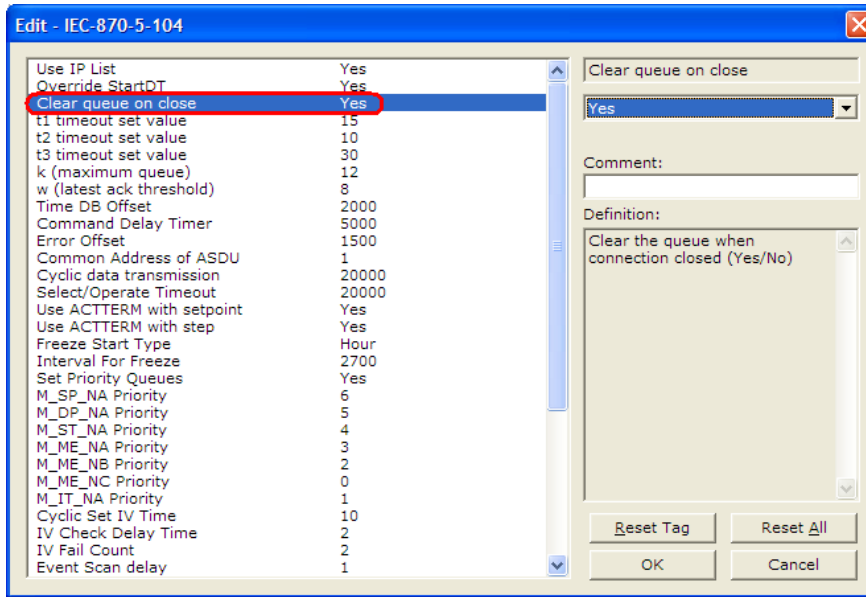 Edit - IEC-870-5-104
Use IP List Yes
Override StartDT Yes
Clear queue on close Yes
t1 timeout set value 15
t2 timeout set value 10
t3 timeout set value 30
k (maximum queue) 12
w (latest ack threshold) 8
Time DB Offset 2000
Command Delay Timer 5000
Error Offset 1500
Common Address of ASDU 1
Cyclic data transmission 20000
Select/Operate Timeout 20000
Use ACTTERM with setpoint Yes
Use ACTTERM with step Yes
Freeze Start Type Hour
Interval For Freeze 2700
Set Priority Queues Yes
M_SP_NA Priority 6
M_DP_NA Priority 5
M_ST_NA Priority 4
M_ME_NA Priority 3
M_ME_NB Priority 2
M_ME_NC Priority 0
M_IT_NA Priority 1
Cyclic Set IV Time 10
IV Check Delay Time 2
IV Fail Count 2
Event Scan delay 1
Clear queue on close
Yes
Comment:
Definition:
Clear the queue when
connection closed (Yes/No)
Reset Tag Reset All
OK Cancel